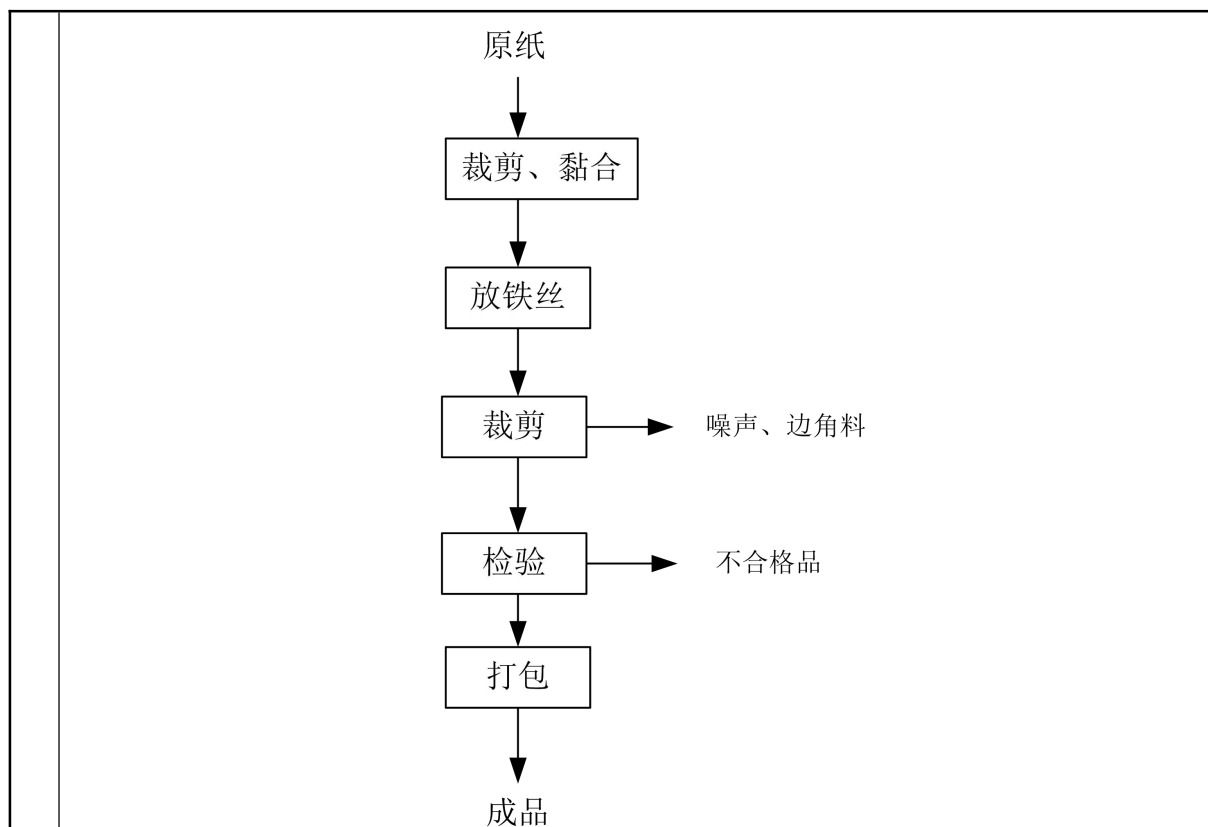 原纸
裁剪、黏合
放铁丝
裁剪
噪声、边角料
检验
不合格品
打包
成品